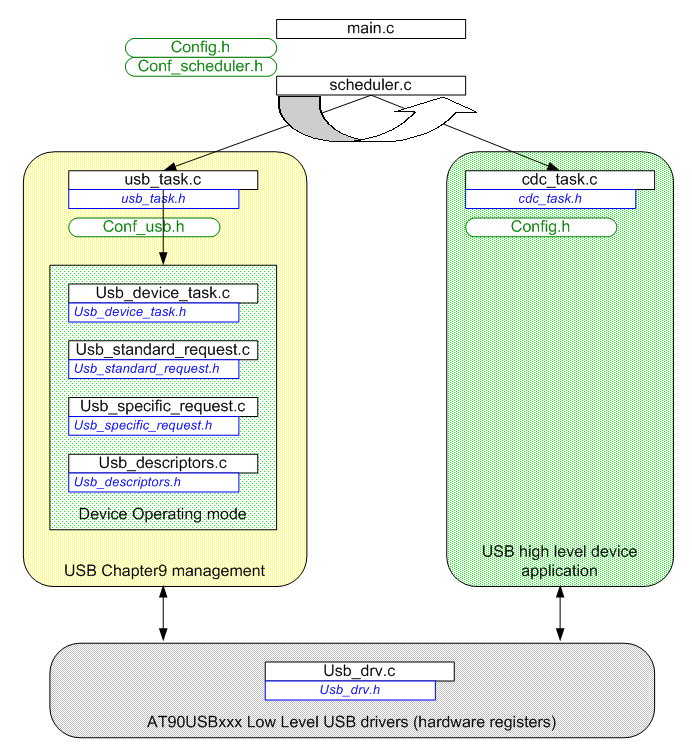 main.c
Config.h
Conf_scheduler.h
scheduler.c
usb_task.c
usb_task.h
Conf_usb.h
Usb_device_task.c
Usb_device_task.h
Usb_standard_request.c
Usb_standard_request.h
Usb_specific_request.c
Usb_specific_request.h
Usb_descriptors.c
Usb_descriptors.h
Device Operating mode
USB Chapter9 management
cdc_task.c
cdc_task.h
Config.h
USB high level device
application
Usb_drv.c
Usb_drv.h
AT90USBxxx Low Level USB drivers (hardware registers)